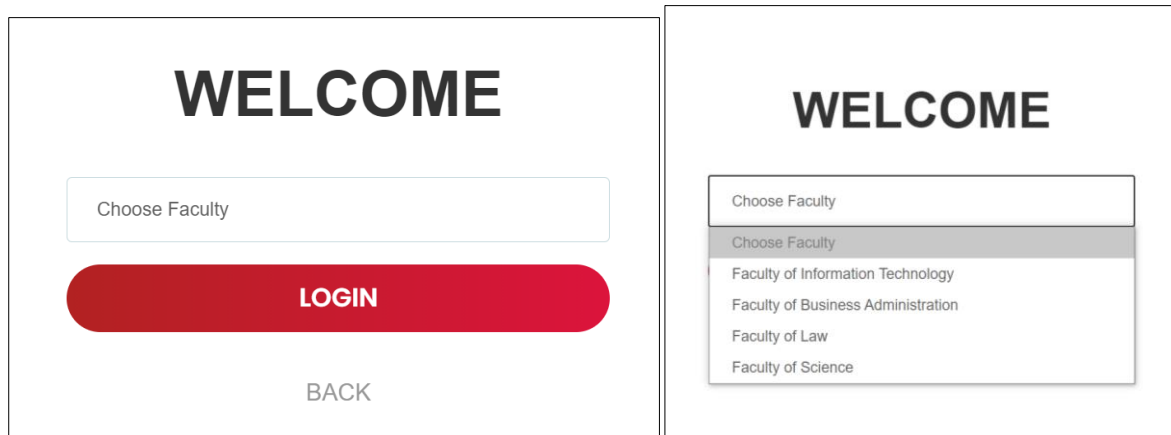 WELCOME
Choose Faculty
LOGIN
BACK
WELCOME
Choose Faculty
Choose Faculty
Faculty of Information Technology
Faculty of Business Administration
Faculty of Law
Faculty of Science